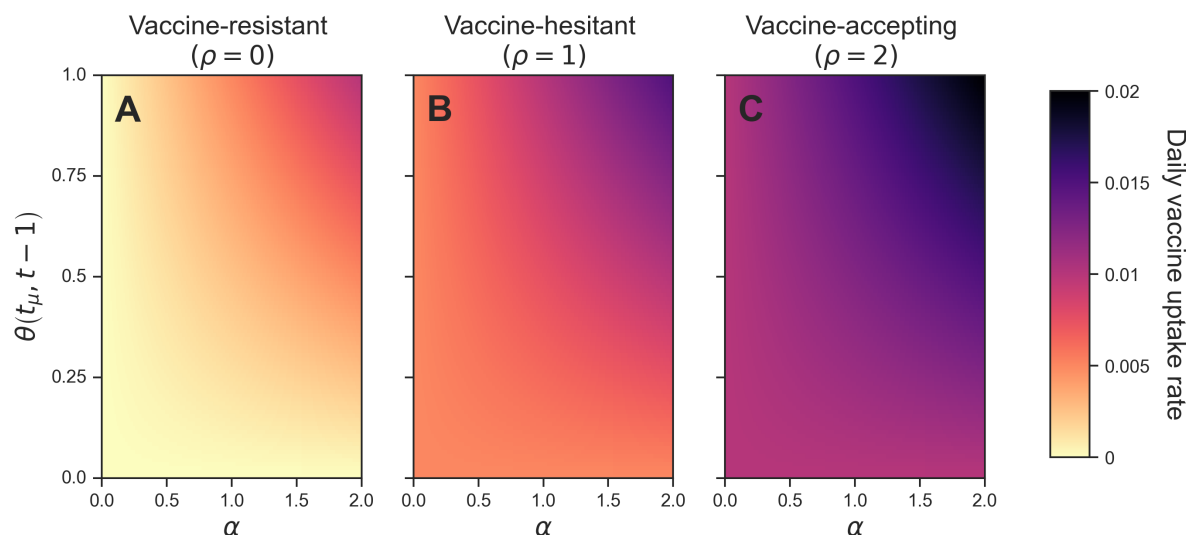 Vaccine-resistant
(ρ = 0)
Vaccine-hesitant
(ρ = 1)
Vaccine-accepting
(ρ = 2)
A
B
C
1.0
0.75
0.5
0.25
0.0
θ(tμ, t − 1)
0.0 0.5 1.0 1.5 2.0
0.0 0.5 1.0 1.5 2.0
0.0 0.5 1.0 1.5 2.0
α
α
α
0.02
0.015
0.01
0.005
0
Daily vaccine uptake rate